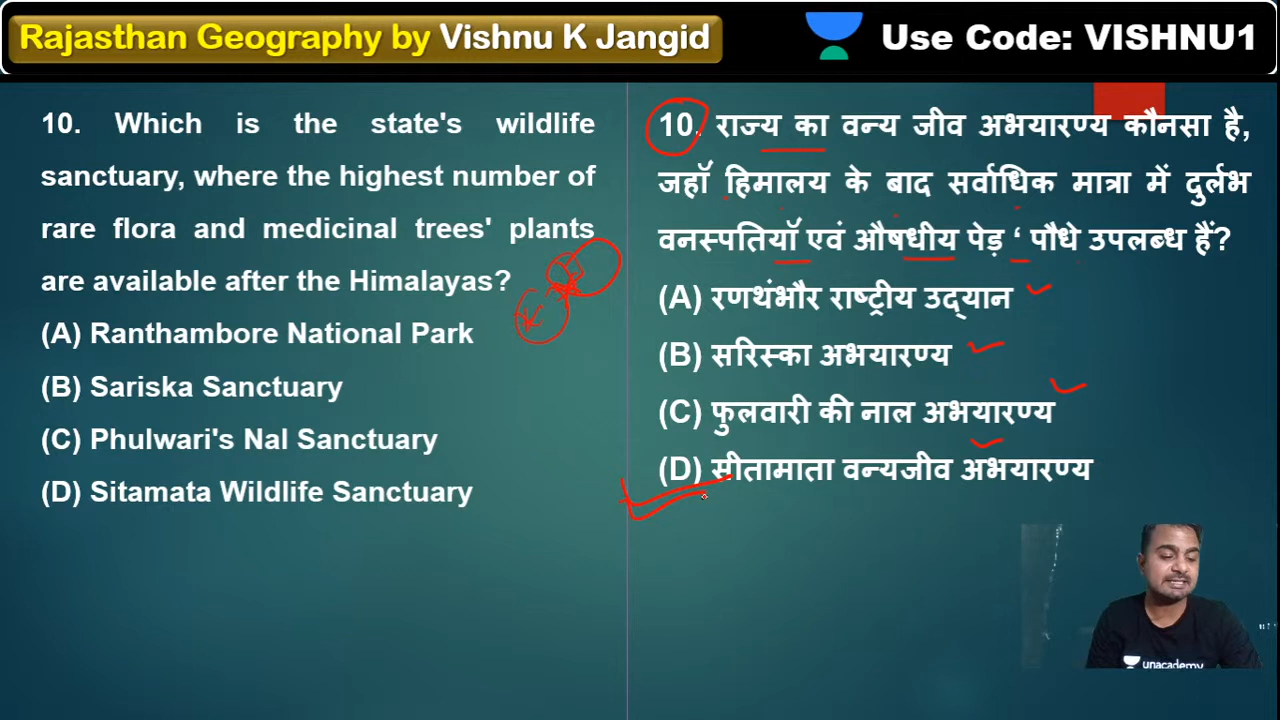 Rajasthan Geography by Vishnu K Jangid
Use Code: VISHNU1
10. Which is the state's wildlife
sanctuary, where the highest number of
rare flora and medicinal trees' plants
are available after the Himalayas?
(A) Ranthambore National Park
(B) Sariska Sanctuary
(C) Phulwari's Nal Sanctuary
(D) Sitamata Wildlife Sanctuary
10. राज्य का वन्य जीव अभयारण्य कौनसा है,
जहॉ हिमालय के बाद सर्वाधिक मात्रा में दुर्लभ
वनस्पतियॉ एवं औषधीय पेड़ ‘ पौधे उपलब्ध हैं?
(A) रणथंभौर राष्ट्रीय उद्यान
(B) सरिस्का अभयारण्य
(C) फुलवारी की नाल अभयारण्य
(D) सीतामाता वन्यजीव अभयारण्य
unacademy